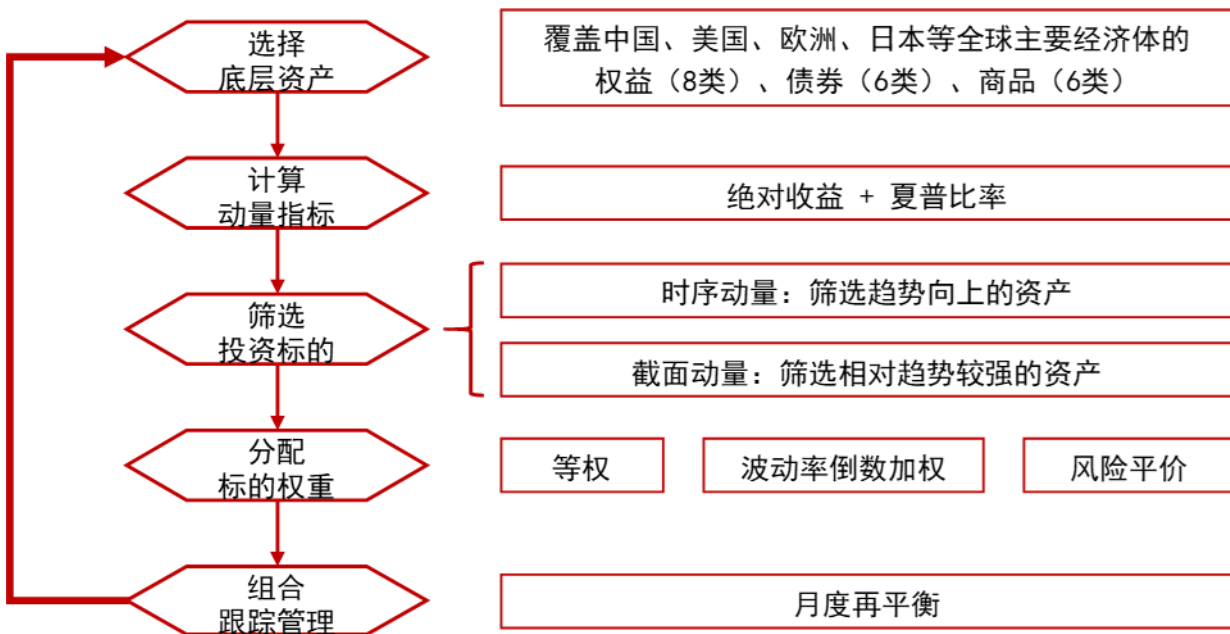 选择
底层资产
覆盖中国、美国、欧洲、日本等全球主要经济体的
权益（8类）、债券（6类）、商品（6类）
计算
动量指标
绝对收益 + 夏普比率
筛选
投资标的
时序动量：筛选趋势向上的资产
截面动量：筛选相对趋势较强的资产
分配
标的权重
等权
波动率倒数加权
风险平价
组合
跟踪管理
月度再平衡